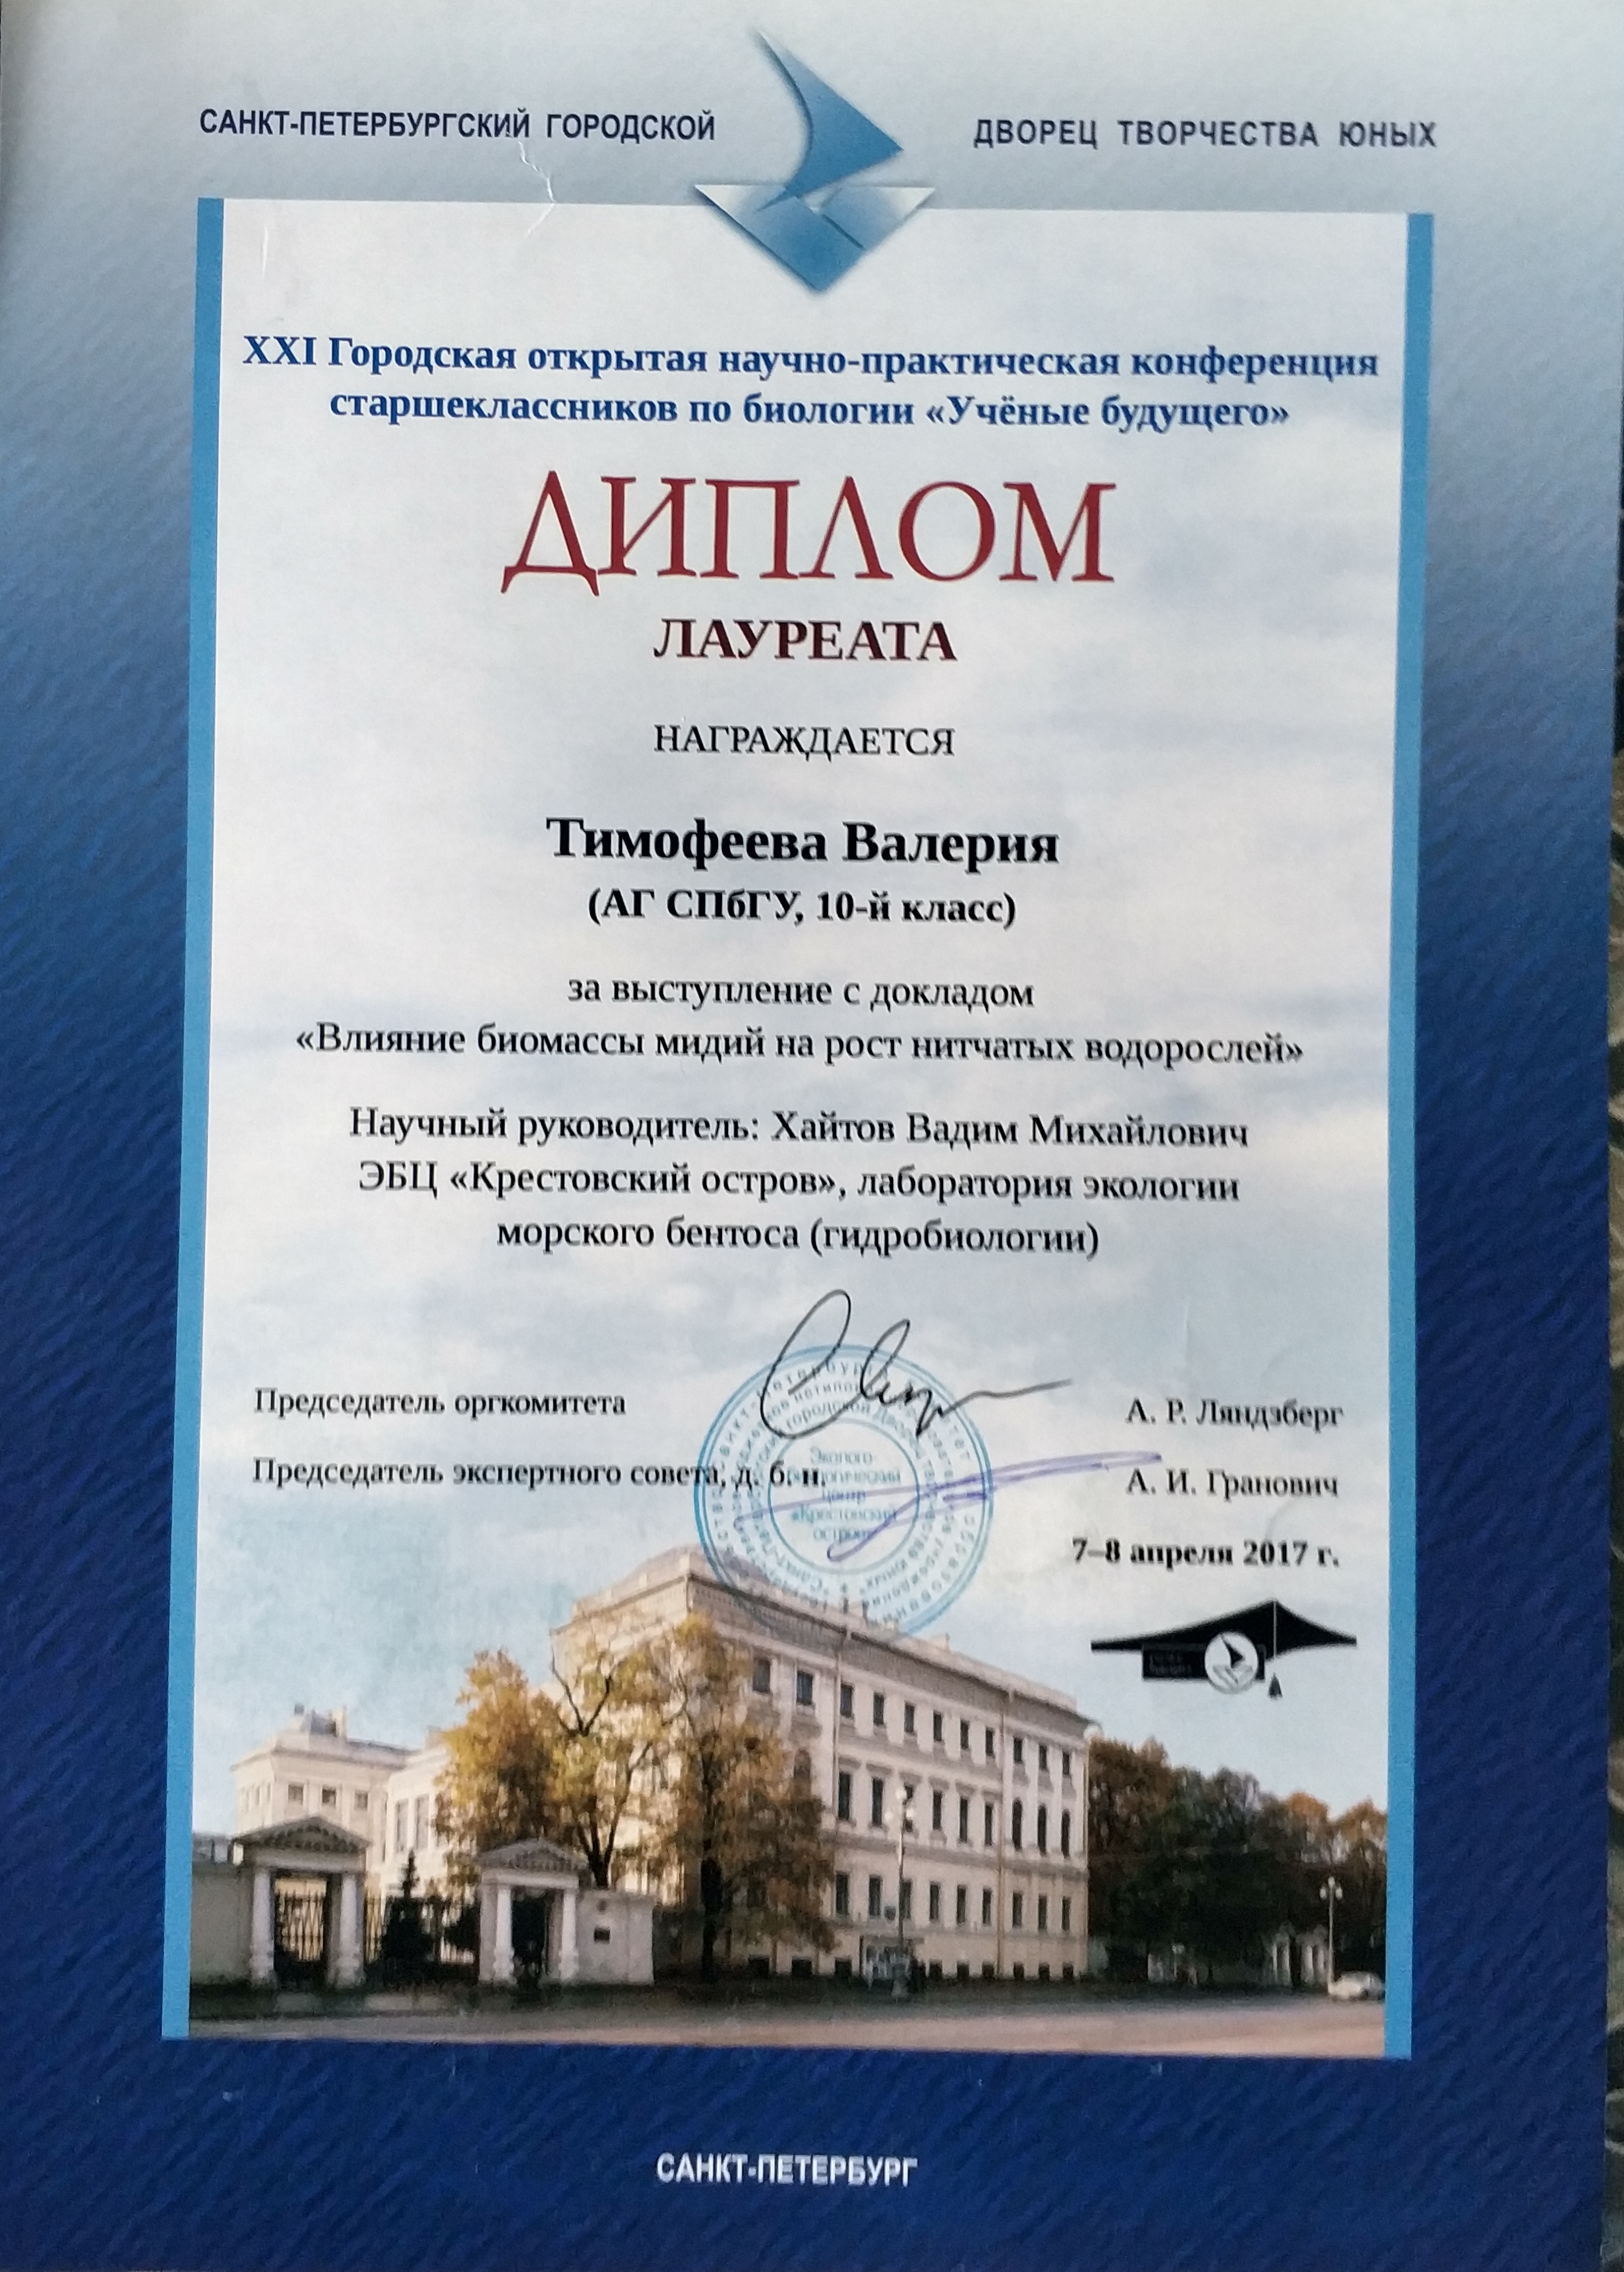 САНКТ-ПЕТЕРБУРГСКИЙ ГОРОДСКОЙ ДВОРЕЦ ТВОРЧЕСТВА ЮНЫХ
XXI Городская открытая научно-практическая конференция
старшеклассников по биологии «Учёные будущего»
ДИПЛОМ
ЛАУРЕАТА
НАГРАЖДАЕТСЯ
Тимофеева Валерия
(АГ СПбГУ, 10-й класс)
за выступление с докладом
«Влияние биомассы мидий на рост нитчатых водорослей»
Научный руководитель: Хайтов Вадим Михайлович
ЭБЦ «Крестовский остров», лаборатория экологии
морского бентоса (гидробиологии)
Председатель оргкомитета А. Р. Ляндзберг
Председатель экспертного совета, д. б. н. А. И. Гранович
Эколого-
биологический
центр
«Крестовский
остров»
7–8 апреля 2017 г.
САНКТ-ПЕТЕРБУРГ